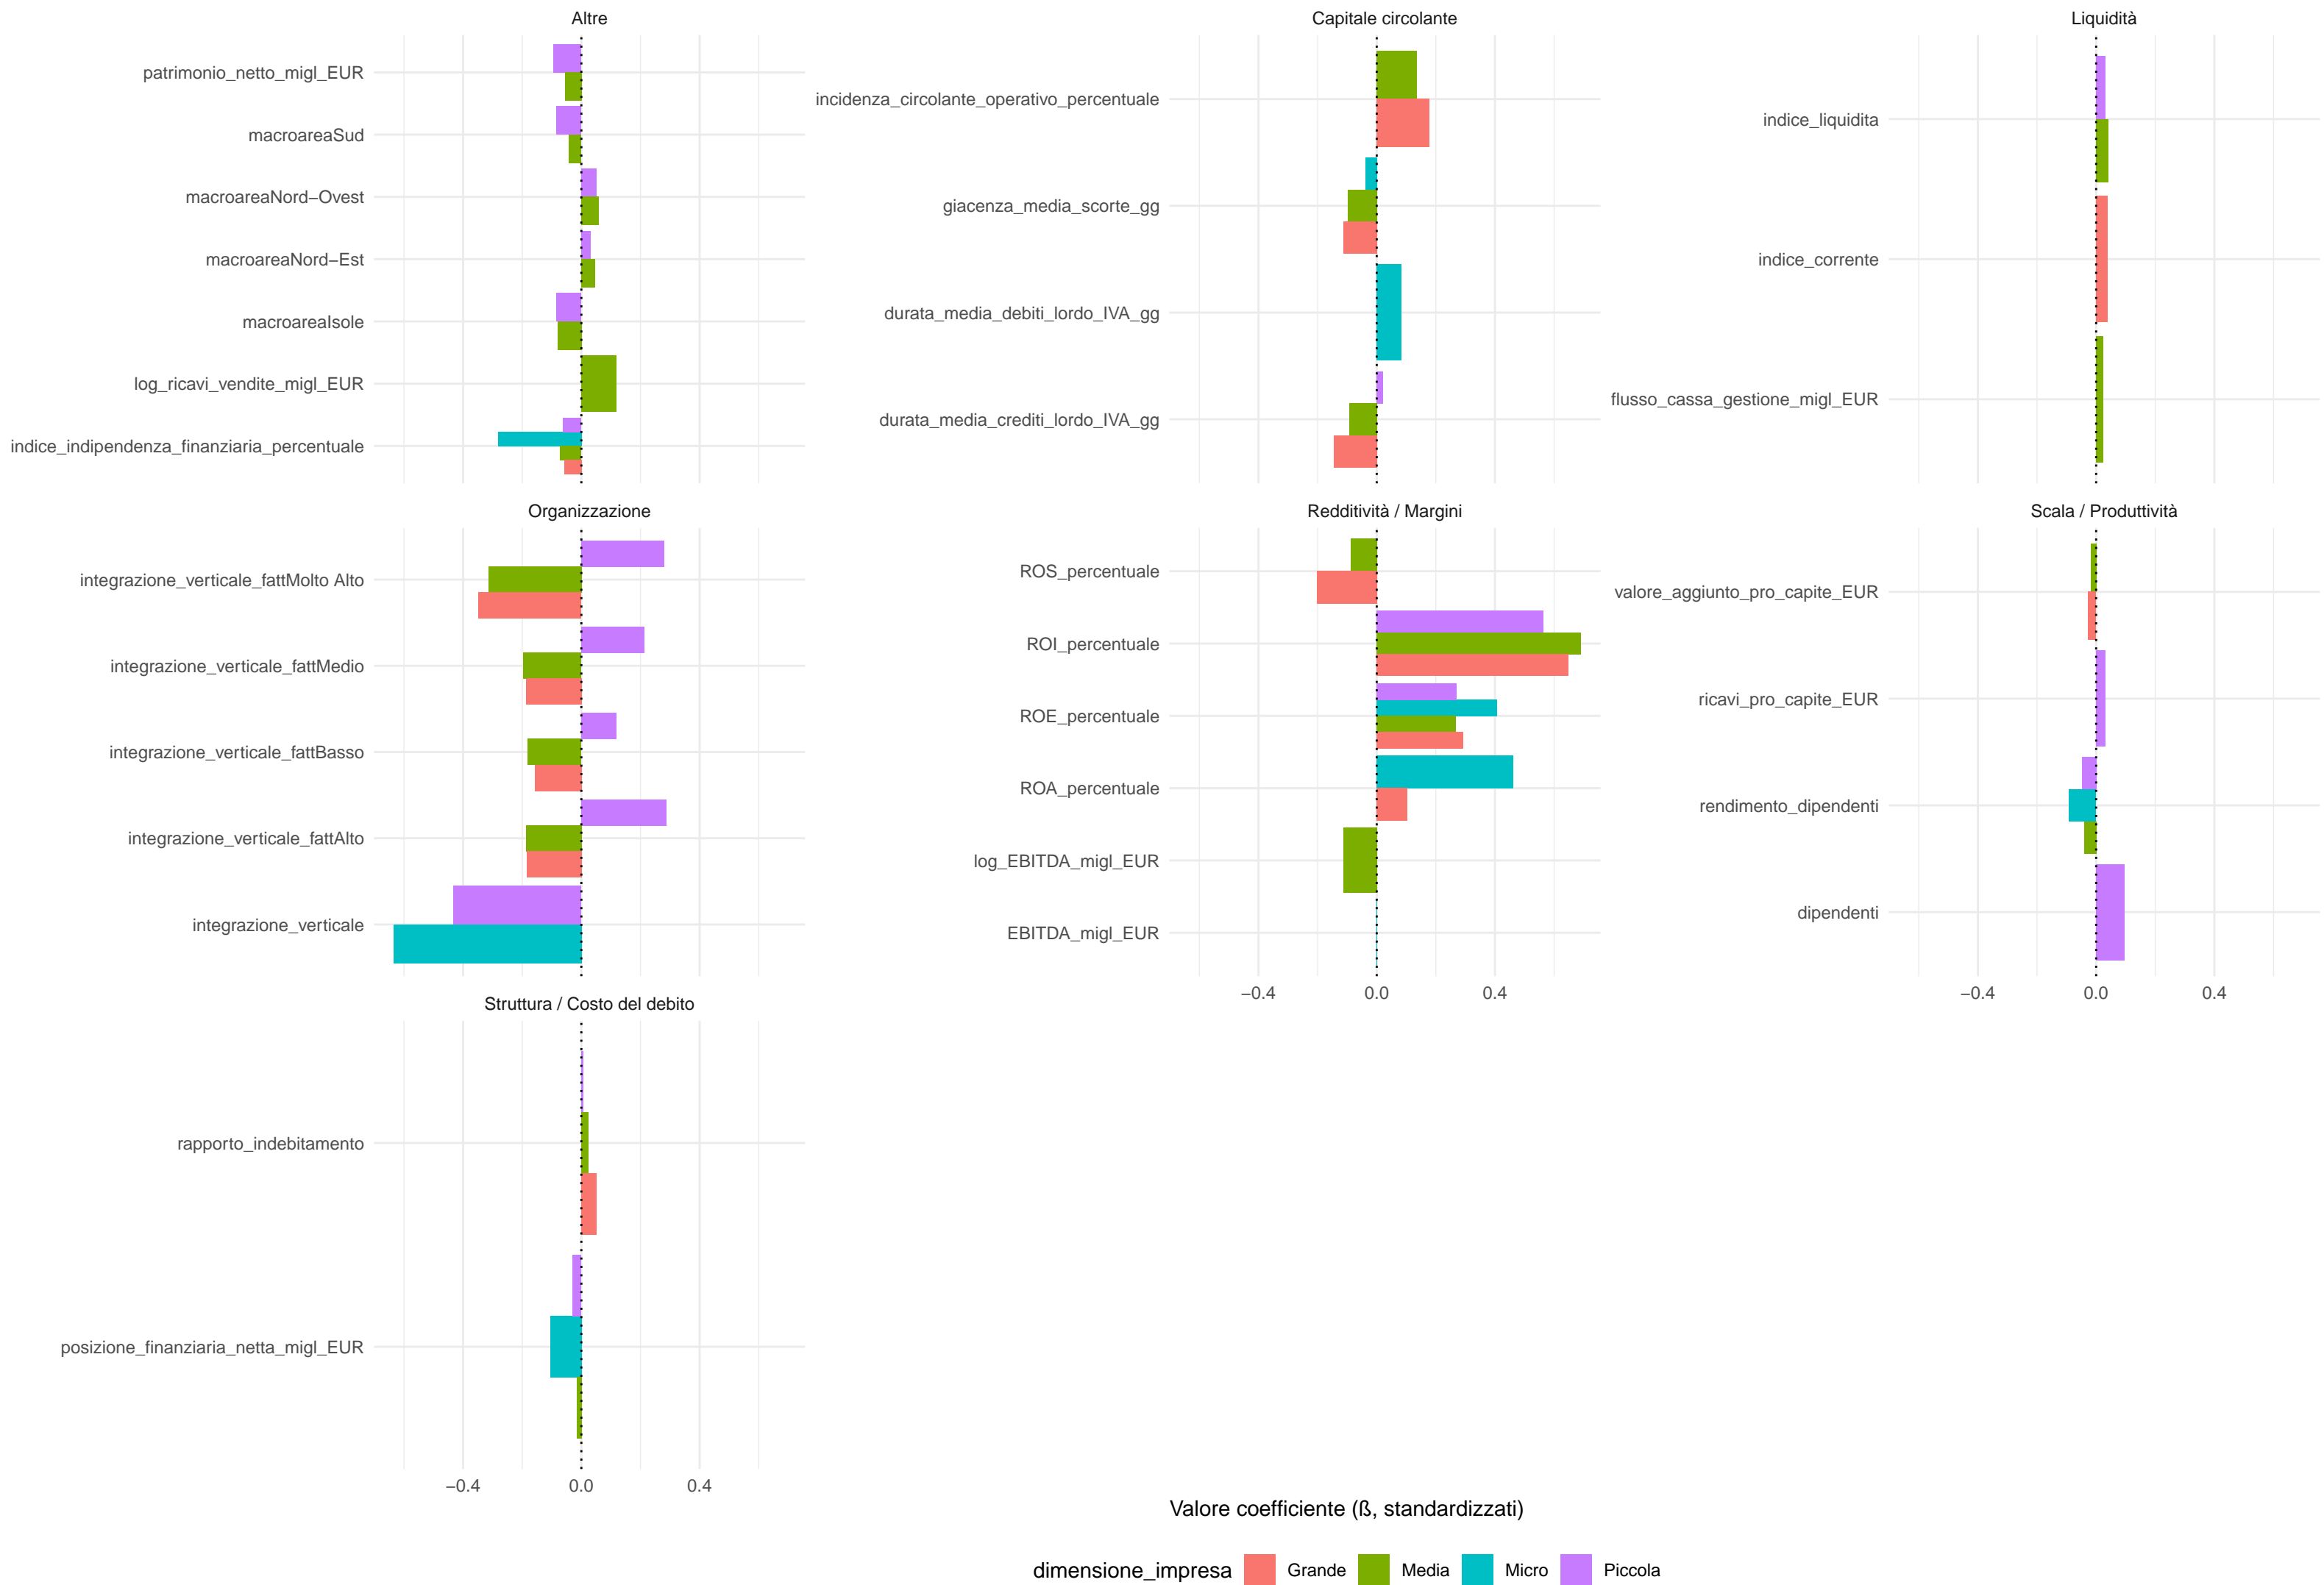 Altre
patrimonio_netto_migl_EUR
macroareaSud
macroareaNord−Ovest
macroareaNord−Est
macroareaIsole
log_ricavi_vendite_migl_EUR
indice_indipendenza_finanziaria_percentuale
Capitale circolante
incidenza_circolante_operativo_percentuale
giacenza_media_scorte_gg
durata_media_debiti_lordo_IVA_gg
durata_media_crediti_lordo_IVA_gg
Liquidità
indice_liquidita
indice_corrente
flusso_cassa_gestione_migl_EUR
Organizzazione
integrazione_verticale_fattMolto Alto
integrazione_verticale_fattMedio
integrazione_verticale_fattBasso
integrazione_verticale_fattAlto
integrazione_verticale
Redditività / Margini
ROS_percentuale
ROI_percentuale
ROE_percentuale
ROA_percentuale
log_EBITDA_migl_EUR
EBITDA_migl_EUR
−0.4 0.0 0.4
Scala / Produttività
valore_aggiunto_pro_capite_EUR
ricavi_pro_capite_EUR
rendimento_dipendenti
dipendenti
−0.4 0.0 0.4
Struttura / Costo del debito
rapporto_indebitamento
posizione_finanziaria_netta_migl_EUR
−0.4 0.0 0.4
Valore coefficiente (ß, standardizzati)
dimensione_impresa Grande Media Micro Piccola